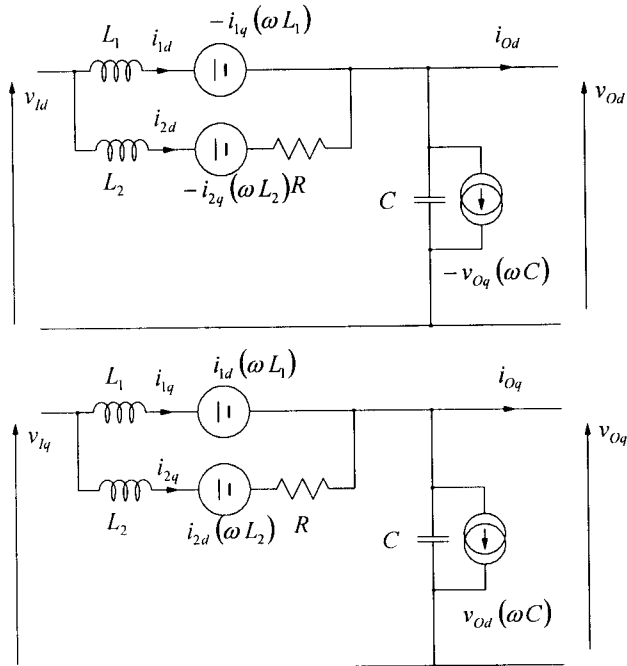 −i1q(ωL1)
L1 i1d iOd
vId vOd
i2d
L2
−i2q(ωL2)R
C
−vOq(ωC)
i1d(ωL1)
L1 i1q iOq
vIq vOq
i2q
L2 R
i2d(ωL2)
C
vOd(ωC)